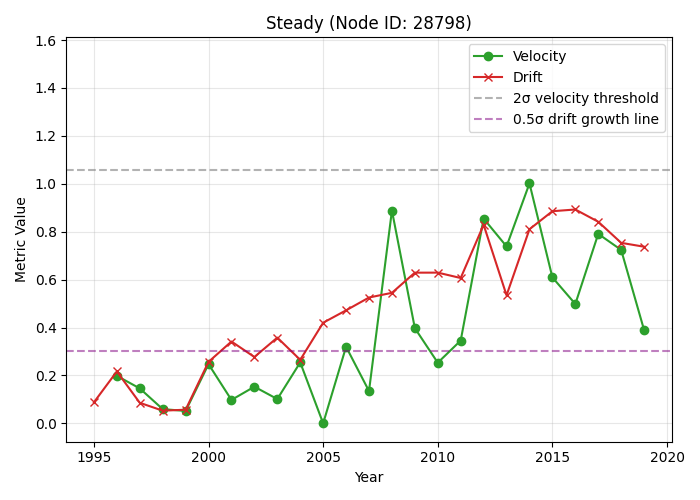 Steady (Node ID: 28798)
Velocity
Drift
2σ velocity threshold
0.5σ drift growth line
Metric Value
1.6
1.4
1.2
1.0
0.8
0.6
0.4
0.2
0.0
1995
2000
2005
2010
2015
2020
Year